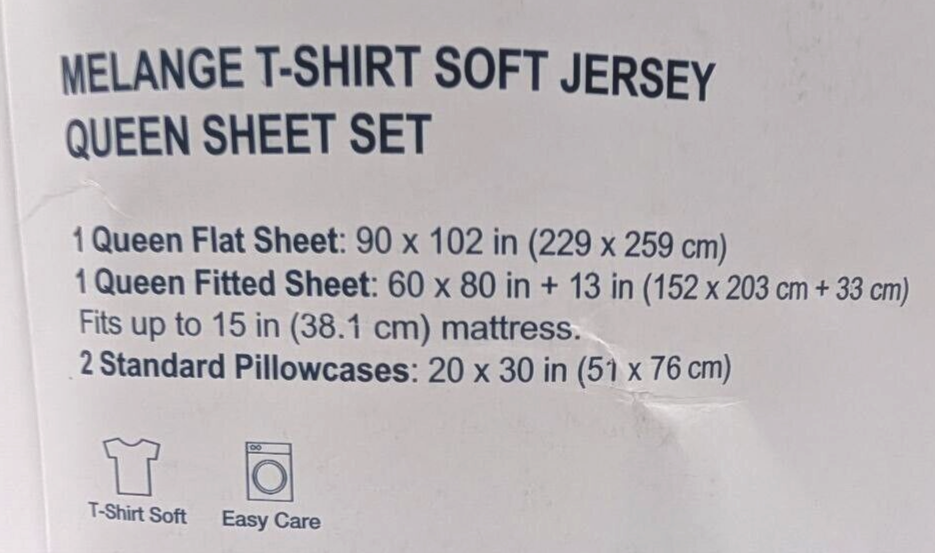 MELANGE T-SHIRT SOFT JERSEY
QUEEN SHEET SET
1 Queen Flat Sheet: 90 x 102 in (229 x 259 cm)
1 Queen Fitted Sheet: 60 x 80 in + 13 in (152 x 203 cm + 33 cm)
Fits up to 15 in (38.1 cm) mattress.
2 Standard Pillowcases: 20 x 30 in (51 x 76 cm)
T-Shirt Soft
Easy Care